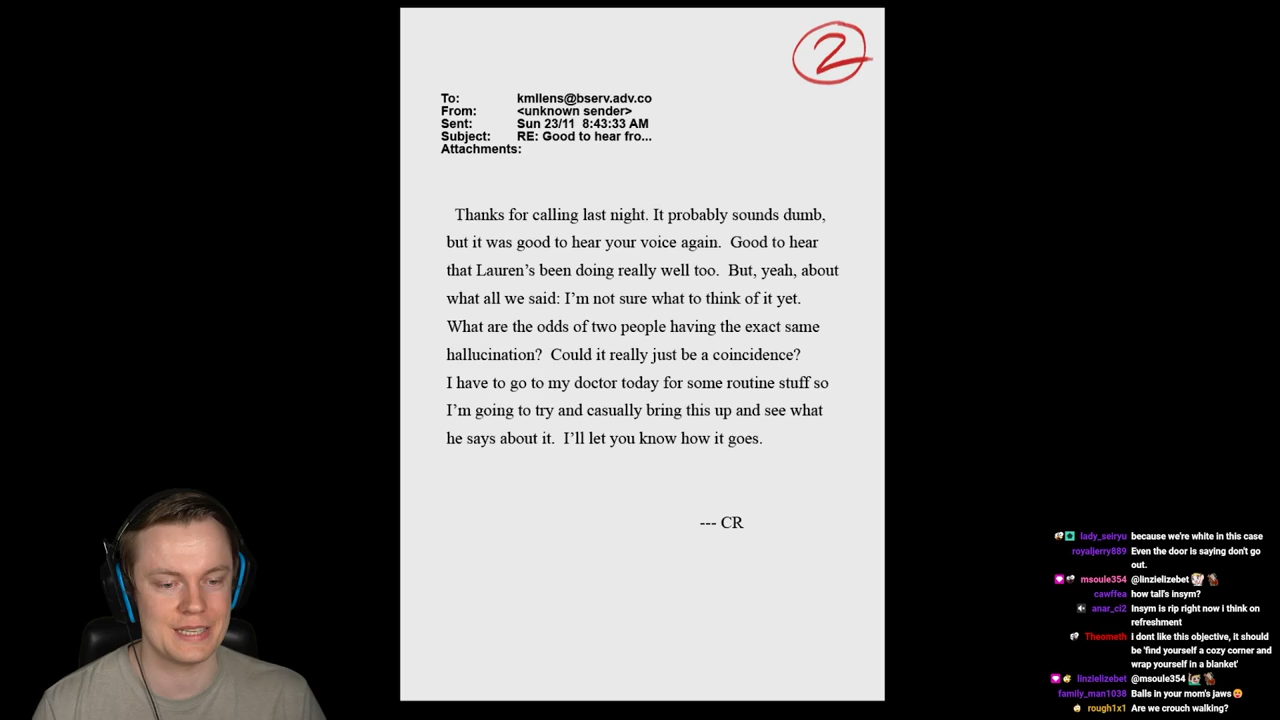 2
To: kmllens@bserv.adv.co
From: <unknown sender>
Sent: Sun 23/11 8:43:33 AM
Subject: RE: Good to hear fro...
Attachments:
Thanks for calling last night. It probably sounds dumb,
but it was good to hear your voice again.  Good to hear
that Lauren’s been doing really well too.  But, yeah, about
what all we said: I’m not sure what to think of it yet.
What are the odds of two people having the exact same
hallucination?  Could it really just be a coincidence?
I have to go to my doctor today for some routine stuff so
I’m going to try and casually bring this up and see what
he says about it.  I’ll let you know how it goes.
--- CR
lady_seiryu because we're white in this case
royaljerry889 Even the door is saying don't go
out.
msoule354 @linzielizebet
cawffea how tall's insym?
anar_cl2 Insym is rip right now i think on
refreshment
Theometh i dont like this objective, it should
be 'find yourself a cozy corner and
wrap yourself in a blanket'
linzielizebet @msoule354
family_man1038 Balls in your mom's jaws
rough1x1 Are we crouch walking?